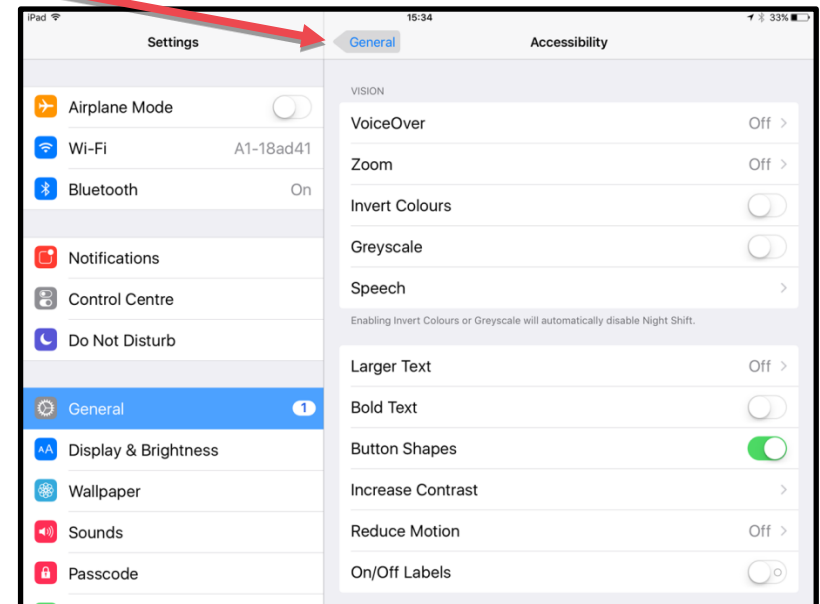 iPad 15:34 33%
Settings
Airplane Mode
Wi-Fi A1-18ad41
Bluetooth On
Notifications
Control Centre
Do Not Disturb
General 1
AA Display & Brightness
Wallpaper
Sounds
Passcode
General Accessibility
VISION
VoiceOver Off
Zoom Off
Invert Colours
Greyscale
Speech
Enabling Invert Colours or Greyscale will automatically disable Night Shift.
Larger Text Off
Bold Text
Button Shapes
Increase Contrast
Reduce Motion Off
On/Off Labels